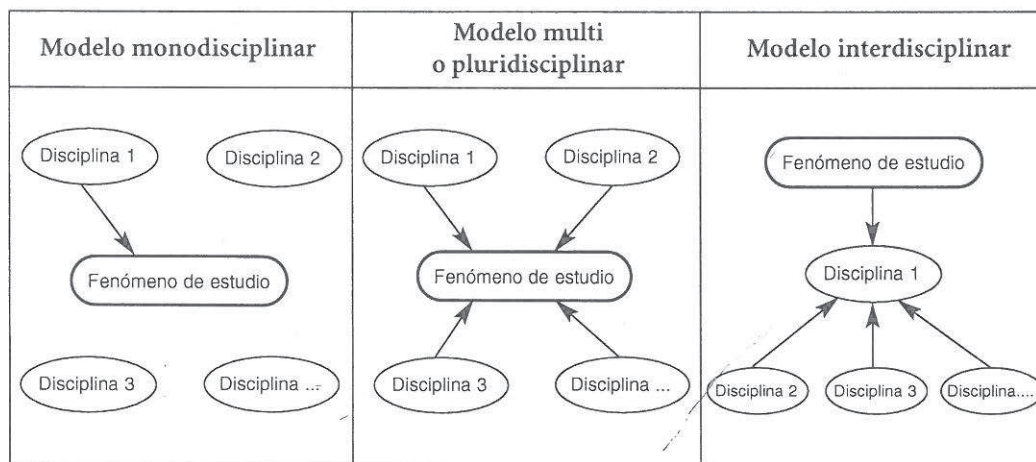 Modelo monodisciplinar
Modelo multi
o pluridisciplinar
Modelo interdisciplinar
Disciplina 1
Disciplina 2
Fenómeno de estudio
Disciplina 3
Disciplina ...
Disciplina 1
Disciplina 2
Fenómeno de estudio
Disciplina 3
Disciplina ...
Fenómeno de estudio
Disciplina 1
Disciplina 2
Disciplina 3
Disciplina....